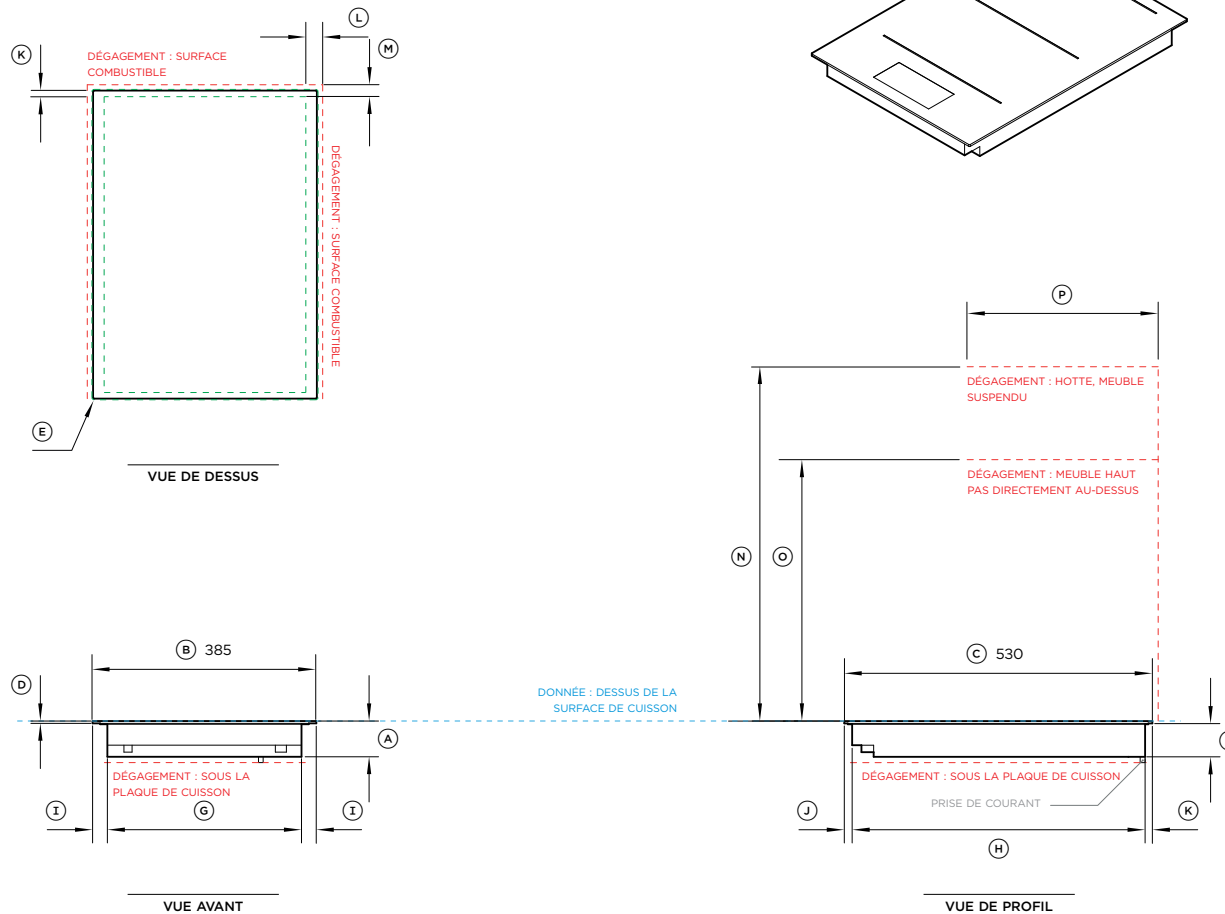 L
K
M
DÉGAGEMENT : SURFACE
COMBUSTIBLE
DÉGAGEMENT : SURFACE COMBUSTIBLE
E
VUE DE DESSUS
P
DÉGAGEMENT : HOTTE, MEUBLE
SUSPENDU
DÉGAGEMENT : MEUBLE HAUT
PAS DIRECTEMENT AU-DESSUS
N
O
B 385
C 530
D
DONNÉE : DESSUS DE LA
SURFACE DE CUISSON
A
DÉGAGEMENT : SOUS LA
PLAQUE DE CUISSON
DÉGAGEMENT : SOUS LA PLAQUE DE CUISSON
PRISE DE COURANT
I
G
I
J
K
H
VUE AVANT
VUE DE PROFIL